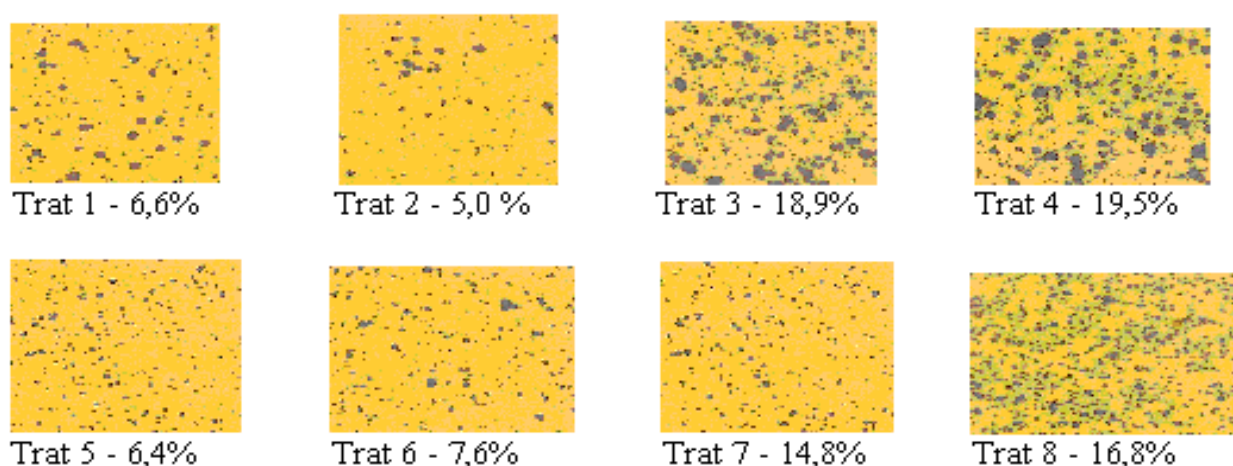 Trat 1 - 6,6%
Trat 2 - 5,0 %
Trat 3 - 18,9%
Trat 4 - 19,5%
Trat 5 - 6,4%
Trat 6 - 7,6%
Trat 7 - 14,8%
Trat 8 - 16,8%